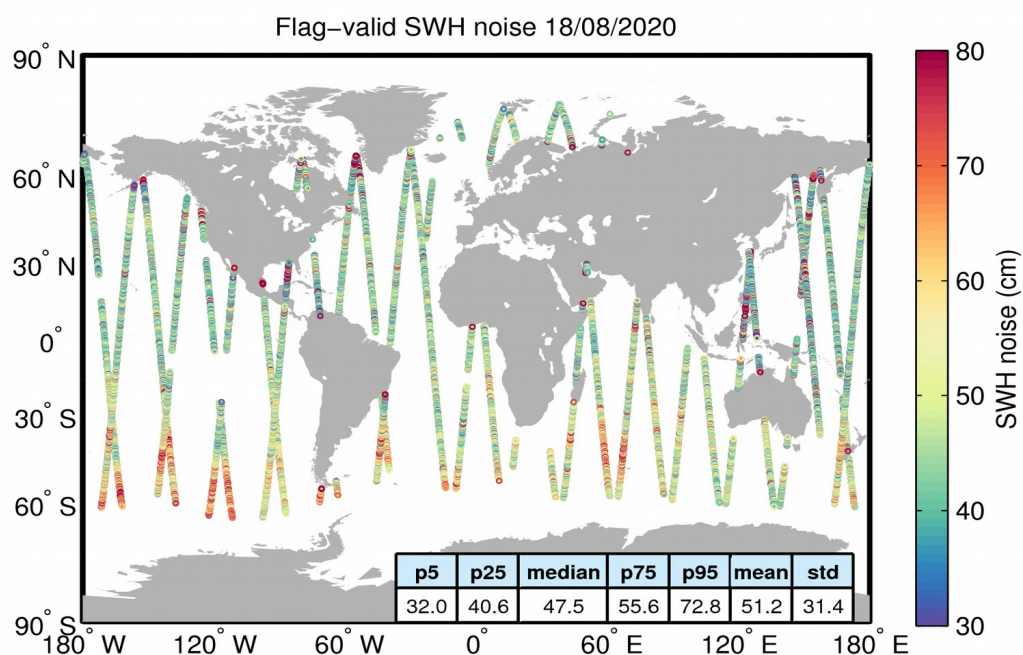 Flag−valid SWH noise 18/08/2020
90° N
60° N
30° N
0°
30° S
60° S
90° S
180° W
120° W
60° W
0°
60° E
120° E
180° E
p5 p25 median p75 p95 mean std
32.0 40.6 47.5 55.6 72.8 51.2 31.4
80
70
60
50
40
30
SWH noise (cm)